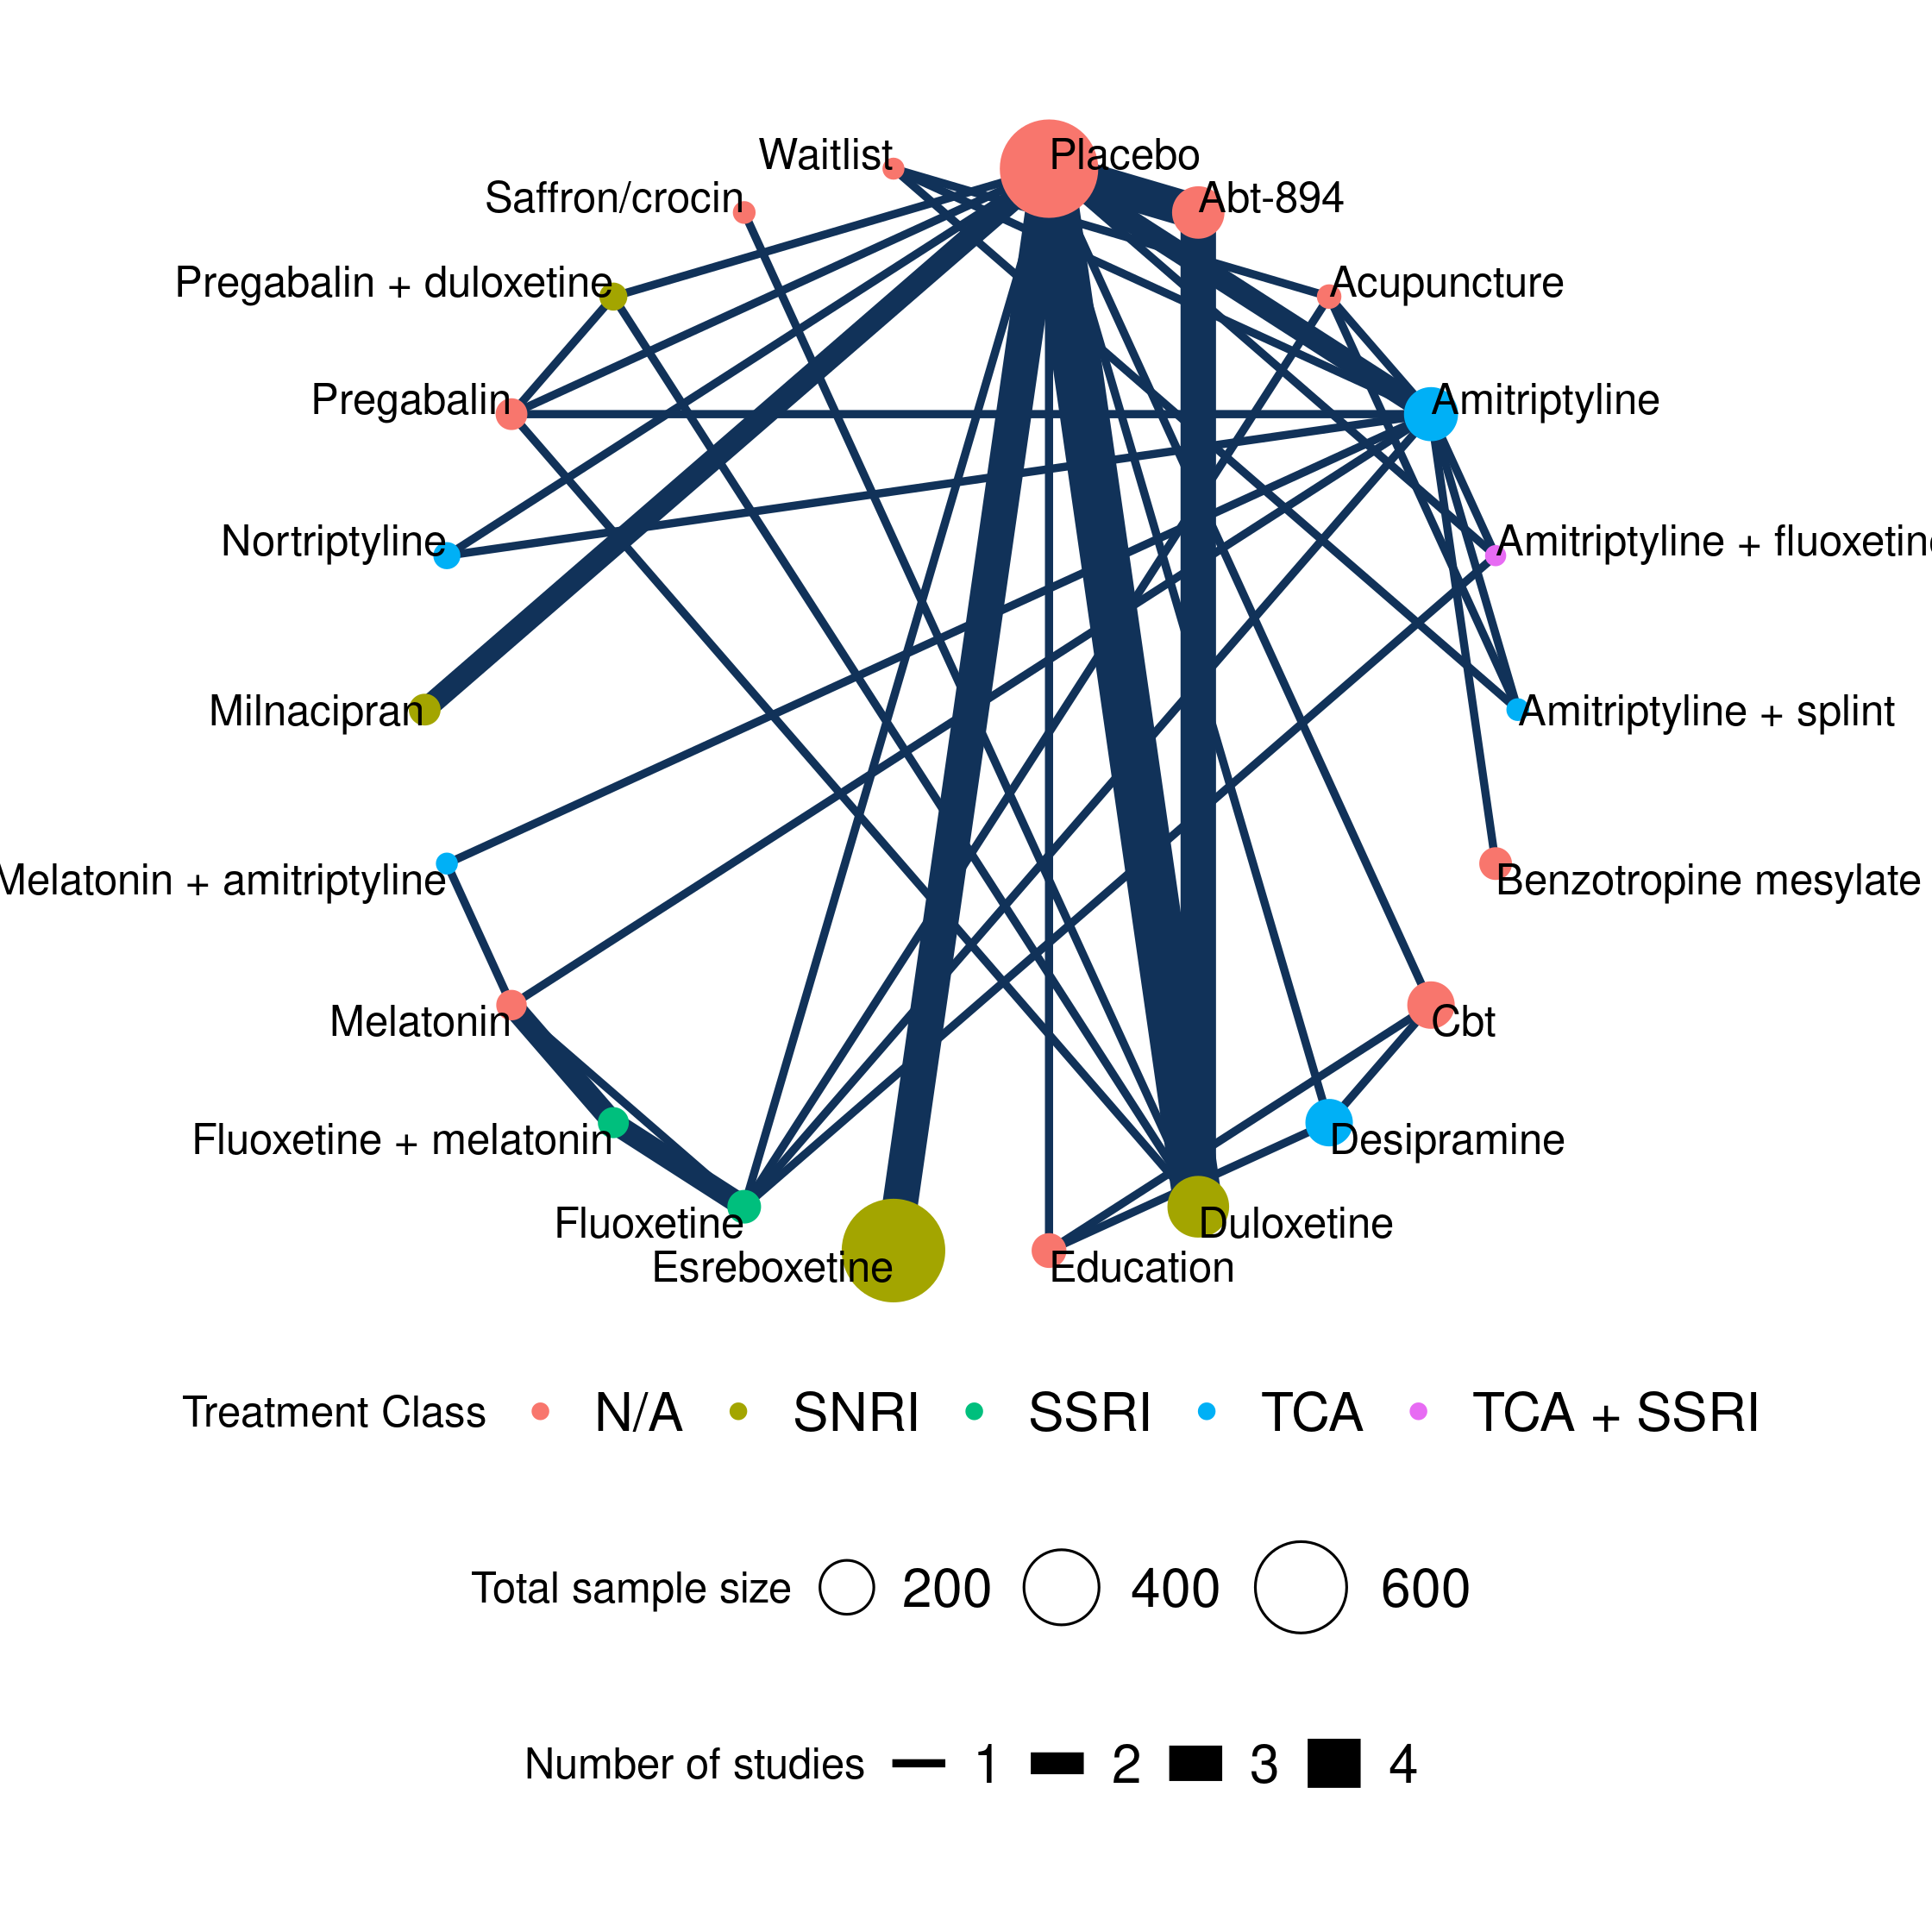 Placebo
Waitlist
Abt-894
Saffron/crocin
Pregabalin + duloxetine
Acupuncture
Pregabalin
Amitriptyline
Nortriptyline
Amitriptyline + fluoxetine
Milnacipran
Amitriptyline + splint
Melatonin + amitriptyline
Benzotropine mesylate
Melatonin
Cbt
Fluoxetine + melatonin
Desipramine
Fluoxetine
Duloxetine
Esreboxetine
Education
Treatment Class N/A SNRI SSRI TCA TCA + SSRI
Total sample size 200 400 600
Number of studies 1 2 3 4